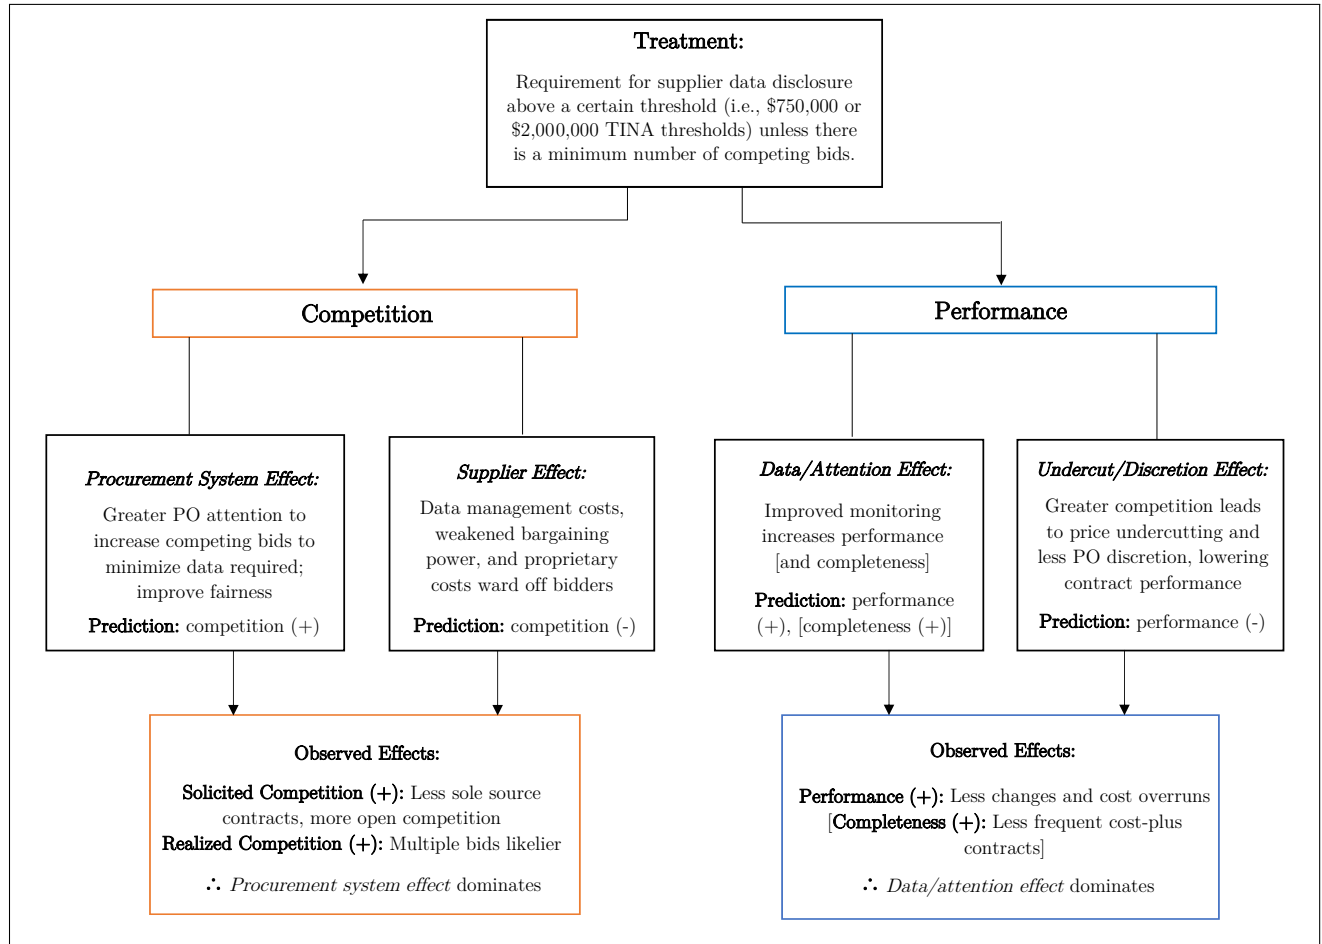 Treatment:
Requirement for supplier data disclosure
above a certain threshold (i.e., $750,000 or
$2,000,000 TINA thresholds) unless there
is a minimum number of competing bids.
Competition
Performance
Procurement System Effect:
Greater PO attention to
increase competing bids to
minimize data required;
improve fairness
Prediction: competition (+)
Supplier Effect:
Data management costs,
weakened bargaining
power, and proprietary
costs ward off bidders
Prediction: competition (-)
Data/Attention Effect:
Improved monitoring
increases performance
[and completeness]
Prediction: performance
(+), [completeness (+)]
Undercut/Discretion Effect:
Greater competition leads
to price undercutting and
less PO discretion, lowering
contract performance
Prediction: performance (-)
Observed Effects:
Solicited Competition (+): Less sole source
contracts, more open competition
Realized Competition (+): Multiple bids likelier
∴ Procurement system effect dominates
Observed Effects:
Performance (+): Less changes and cost overruns
[Completeness (+): Less frequent cost-plus
contracts]
∴ Data/attention effect dominates